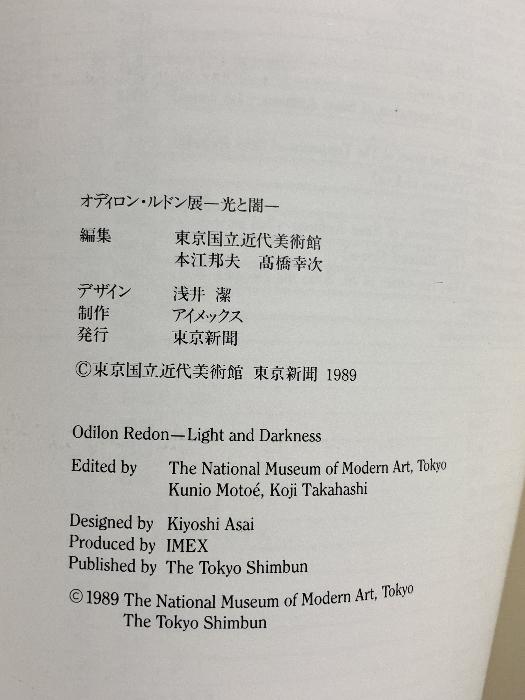 オディロン・ルドン展—光と闇—
編集 東京国立近代美術館
本江邦夫 髙橋幸次
デザイン 浅井 潔
制作 アイメックス
発行 東京新聞
©東京国立近代美術館 東京新聞 1989
Odilon Redon—Light and Darkness
Edited by The National Museum of Modern Art, Tokyo
Kunio Motoé, Koji Takahashi
Designed by Kiyoshi Asai
Produced by IMEX
Published by The Tokyo Shimbun
© 1989 The National Museum of Modern Art, Tokyo
The Tokyo Shimbun